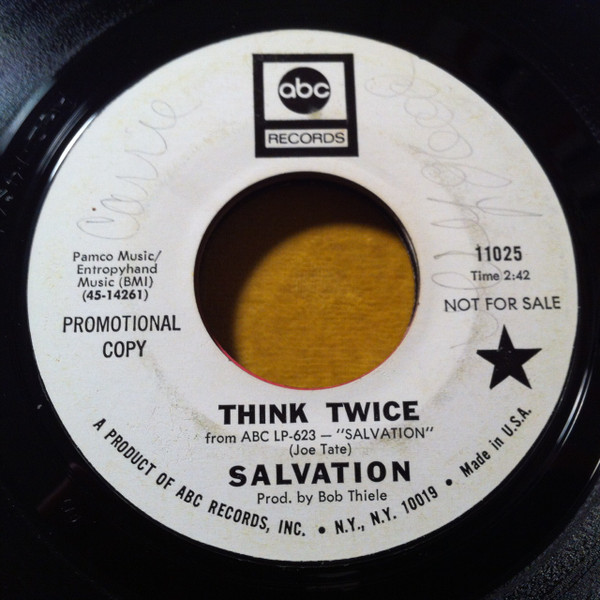 abc
RECORDS
Carrie
Pamco Music/
Entropyhand
Music (BMI)
(45-14261)
PROMOTIONAL
COPY
11025
Time 2:42
NOT FOR SALE
THINK TWICE
from ABC LP-623 — "SALVATION"
(Joe Tate)
SALVATION
Prod. by Bob Thiele
A PRODUCT OF ABC RECORDS, INC. • N.Y., N.Y. 10019 • Made in U.S.A.